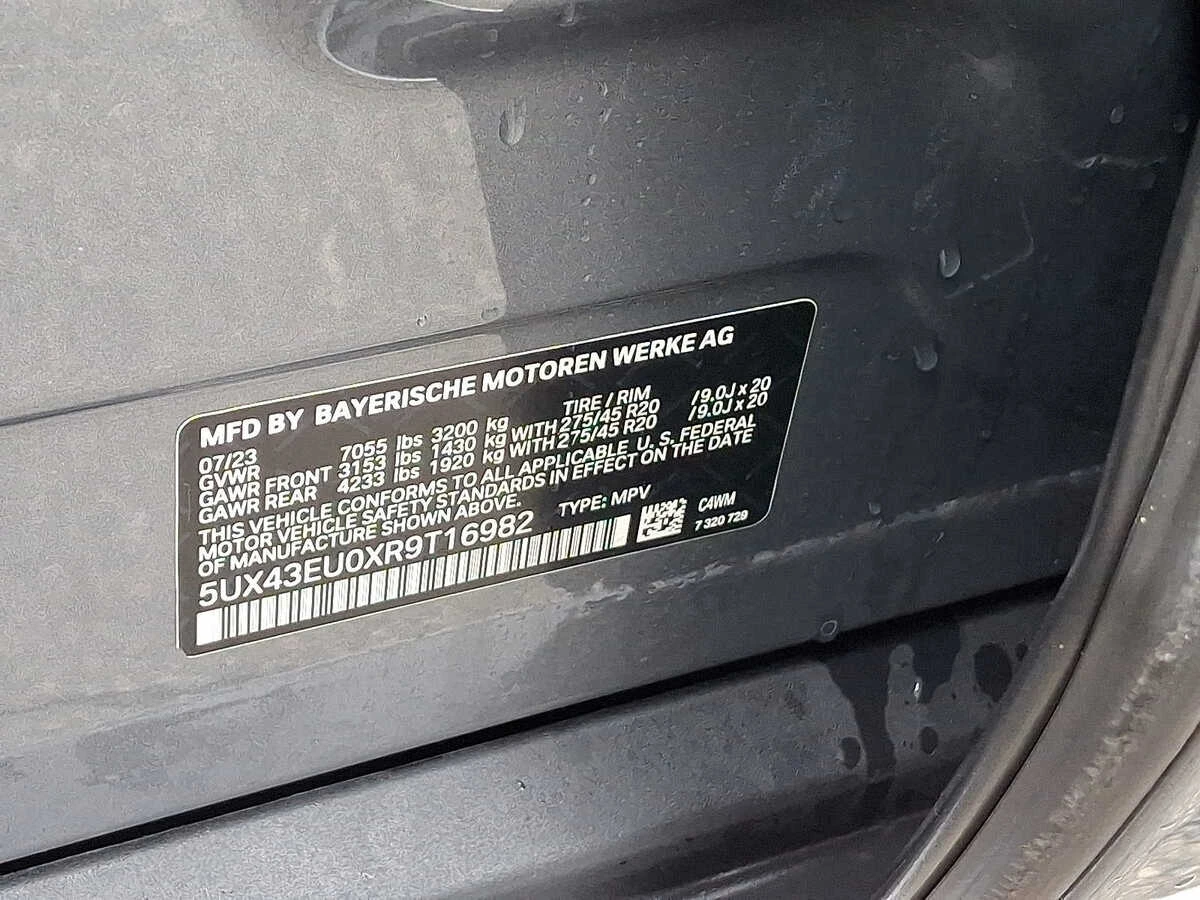 MFD BY BAYERISCHE MOTOREN WERKE AG
07/23 TIRE / RIM
GVWR 7055 lbs 3200 kg
GAWR FRONT 3153 lbs 1430 kg WITH 275/45 R20 /9.0J x 20
GAWR REAR 4233 lbs 1920 kg WITH 275/45 R20 /9.0J x 20
THIS VEHICLE CONFORMS TO ALL APPLICABLE U. S. FEDERAL
MOTOR VEHICLE SAFETY STANDARDS IN EFFECT ON THE DATE
OF MANUFACTURE SHOWN ABOVE. TYPE: MPV
5UX43EU0XR9T16982
C4WM
7 320 729